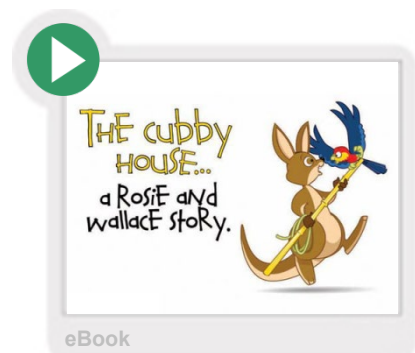 THE cubby
HOUSE...
a ROSiE aNd
wallacE stoRy.
eBook